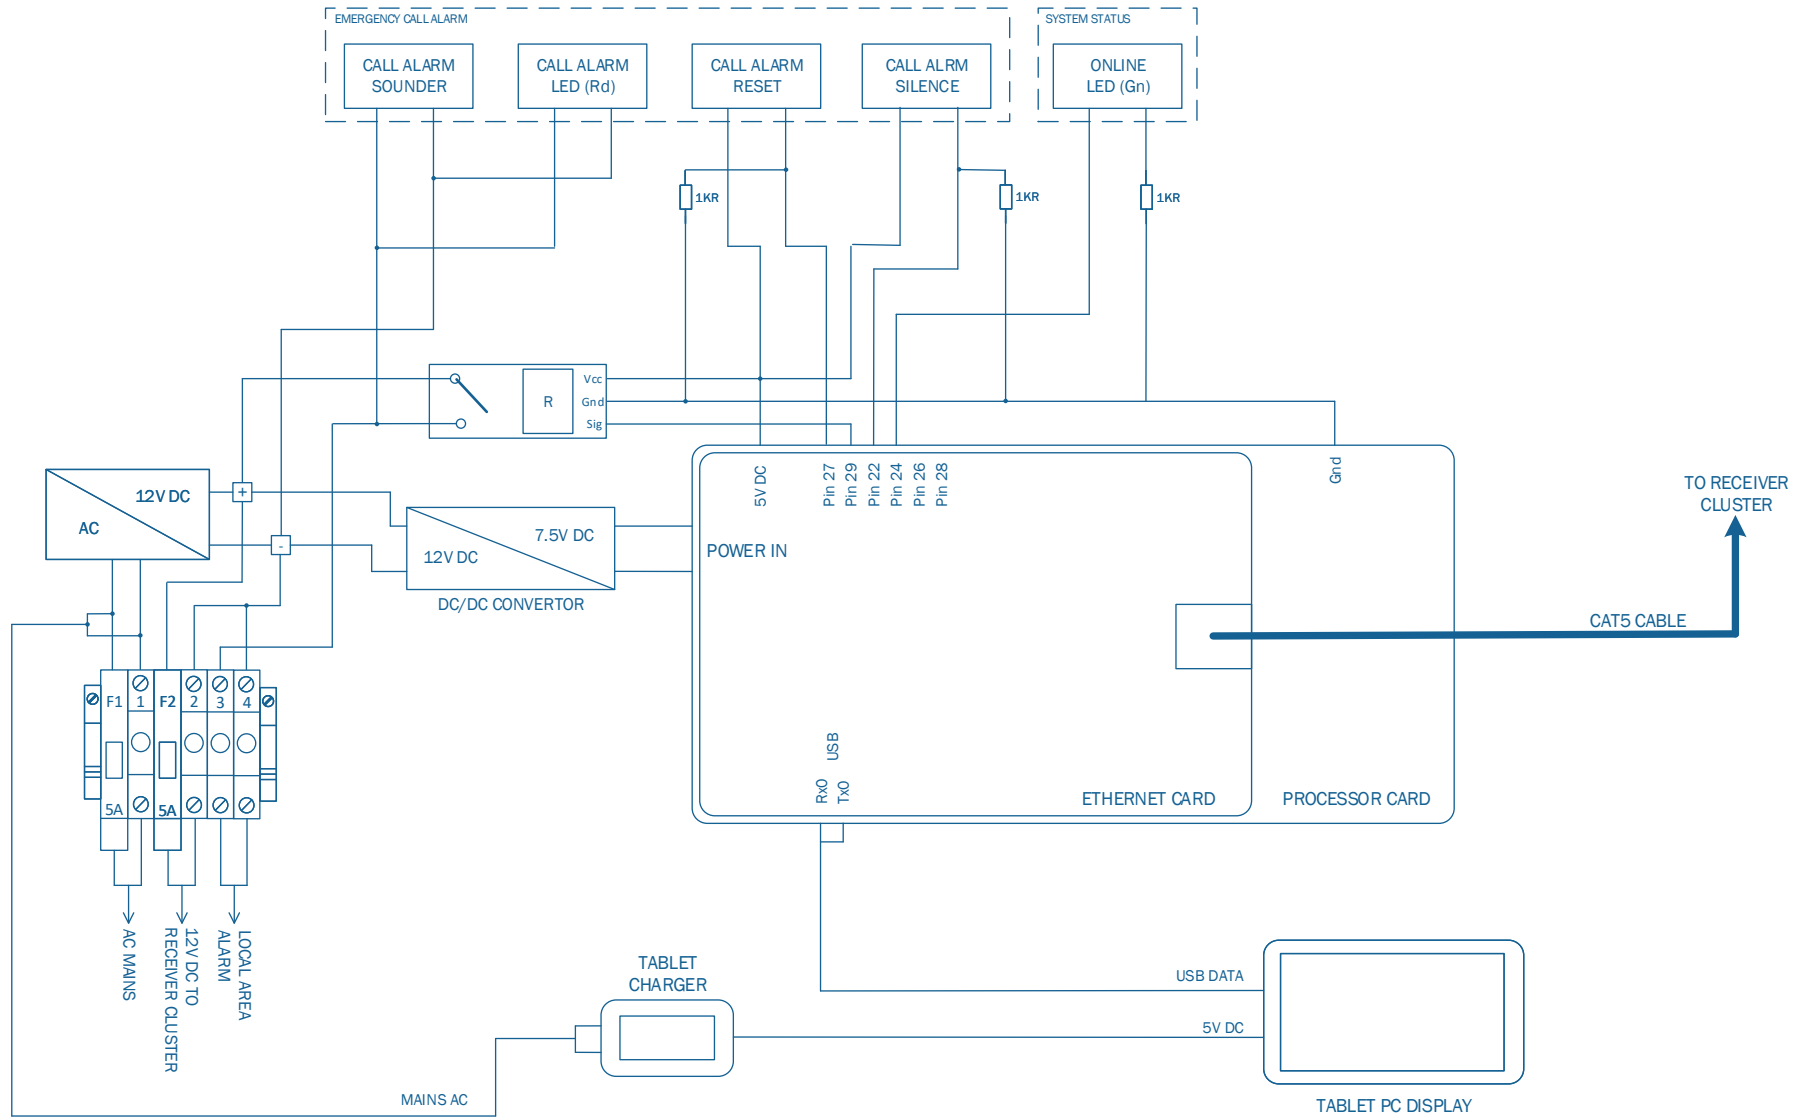 EMERGENCY CALL ALARM
SYSTEM STATUS
CALL ALARM
SOUNDER
CALL ALARM
LED (Rd)
CALL ALARM
RESET
CALL ALRM
SILENCE
ONLINE
LED (Gn)
1KR
1KR
1KR
R
Vcc
Gnd
Sig
12V DC
AC
+
-
12V DC
7.5V DC
DC/DC CONVERTOR
5V DC
Pin 27
Pin 29
Pin 22
Pin 24
Pin 26
Pin 28
Gnd
POWER IN
TO RECEIVER
CLUSTER
CAT5 CABLE
F1
1
F2
2
3
4
5A
5A
USB
Rx0
Tx0
ETHERNET CARD
PROCESSOR CARD
AC MAINS
12V DC TO
RECEIVER CLUSTER
LOCAL AREA
ALARM
TABLET
CHARGER
USB DATA
5V DC
MAINS AC
TABLET PC DISPLAY